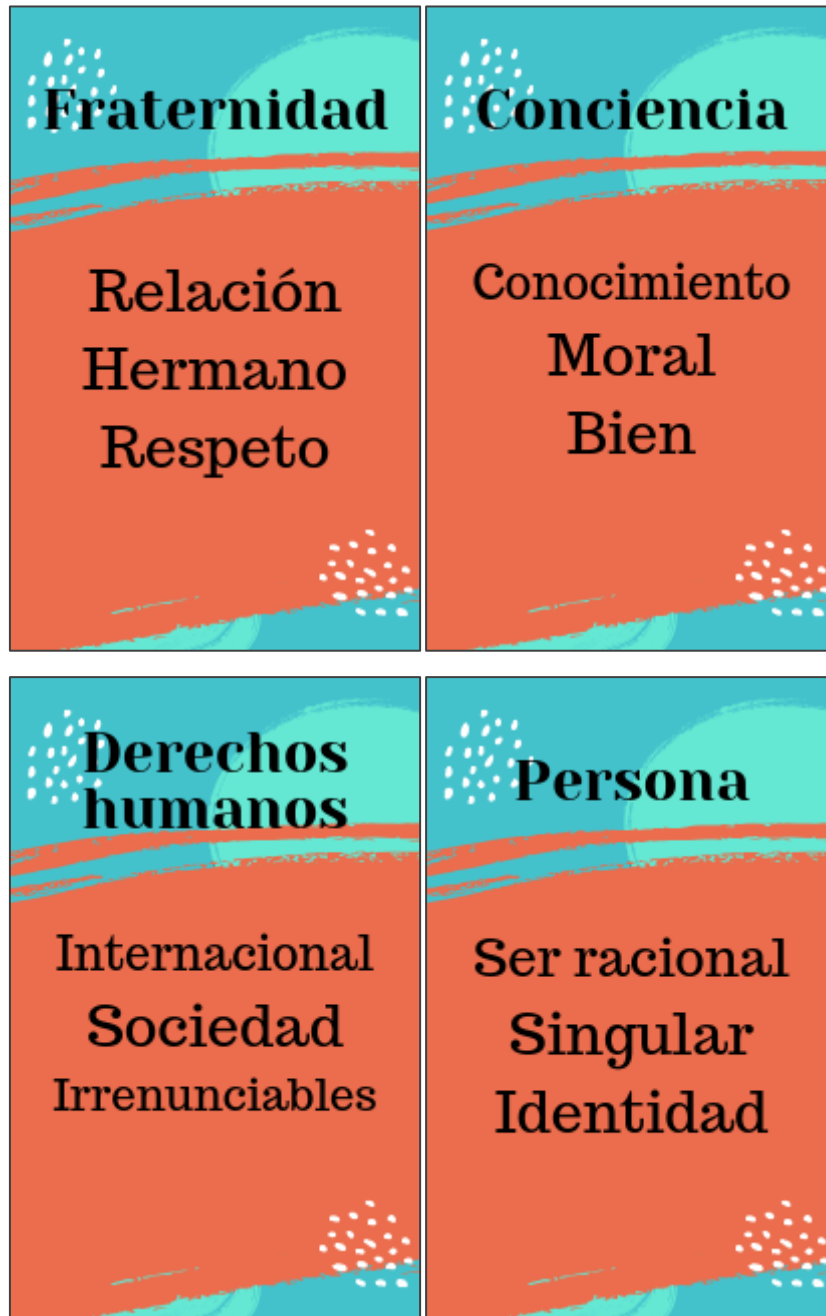 Fraternidad
Relación
Hermano
Respeto
Conciencia
Conocimiento
Moral
Bien
Derechos
humanos
Internacional
Sociedad
Irrenunciables
Persona
Ser racional
Singular
Identidad